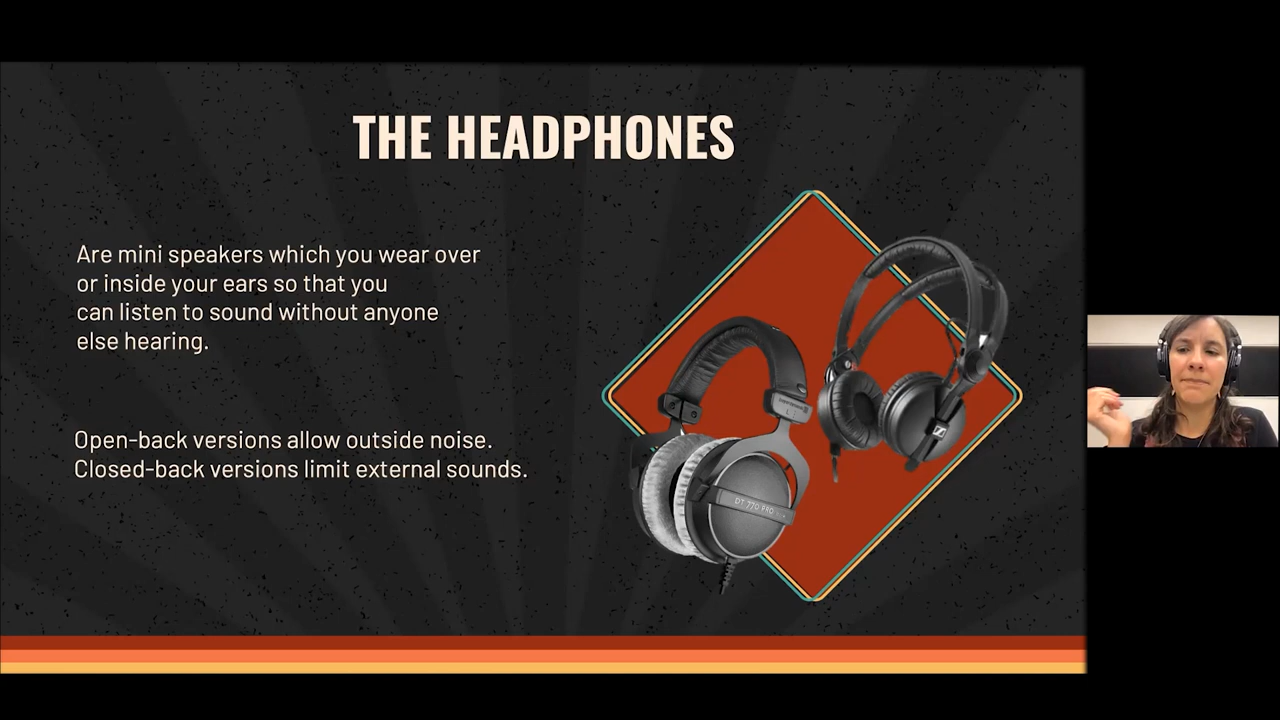 THE HEADPHONES
Are mini speakers which you wear over
or inside your ears so that you
can listen to sound without anyone
else hearing.
Open-back versions allow outside noise.
Closed-back versions limit external sounds.
DT 770 PRO